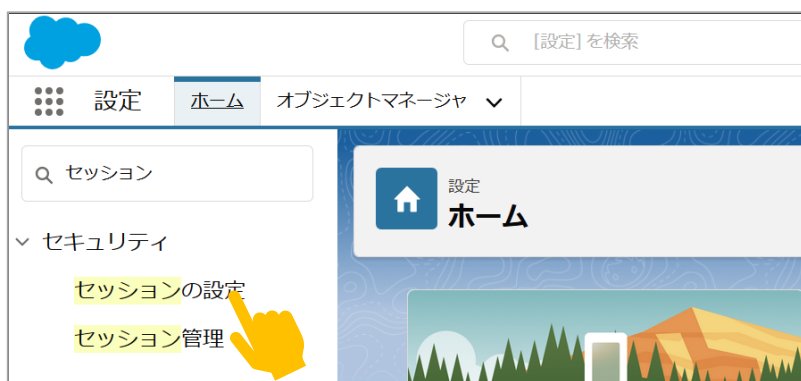 [設定] を検索
設定 ホーム オブジェクトマネージャ
セッション
設定
ホーム
セキュリティ
セッションの設定
セッション管理